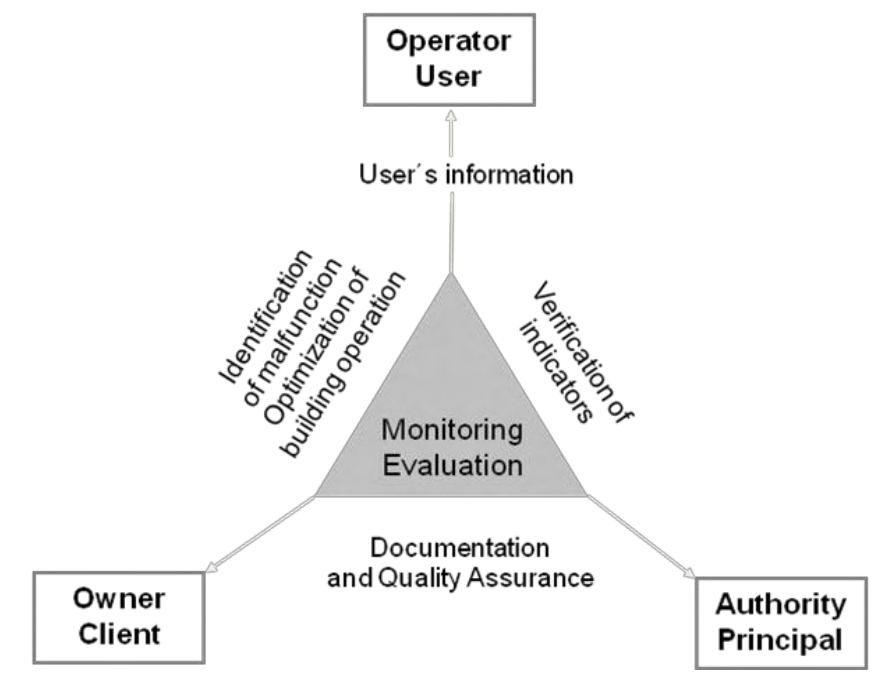 Operator
User
User´s information
Identification
of malfunction
Optimization of
building operation
Verification of
indicators
Monitoring
Evaluation
Documentation
and Quality Assurance
Owner
Client
Authority
Principal